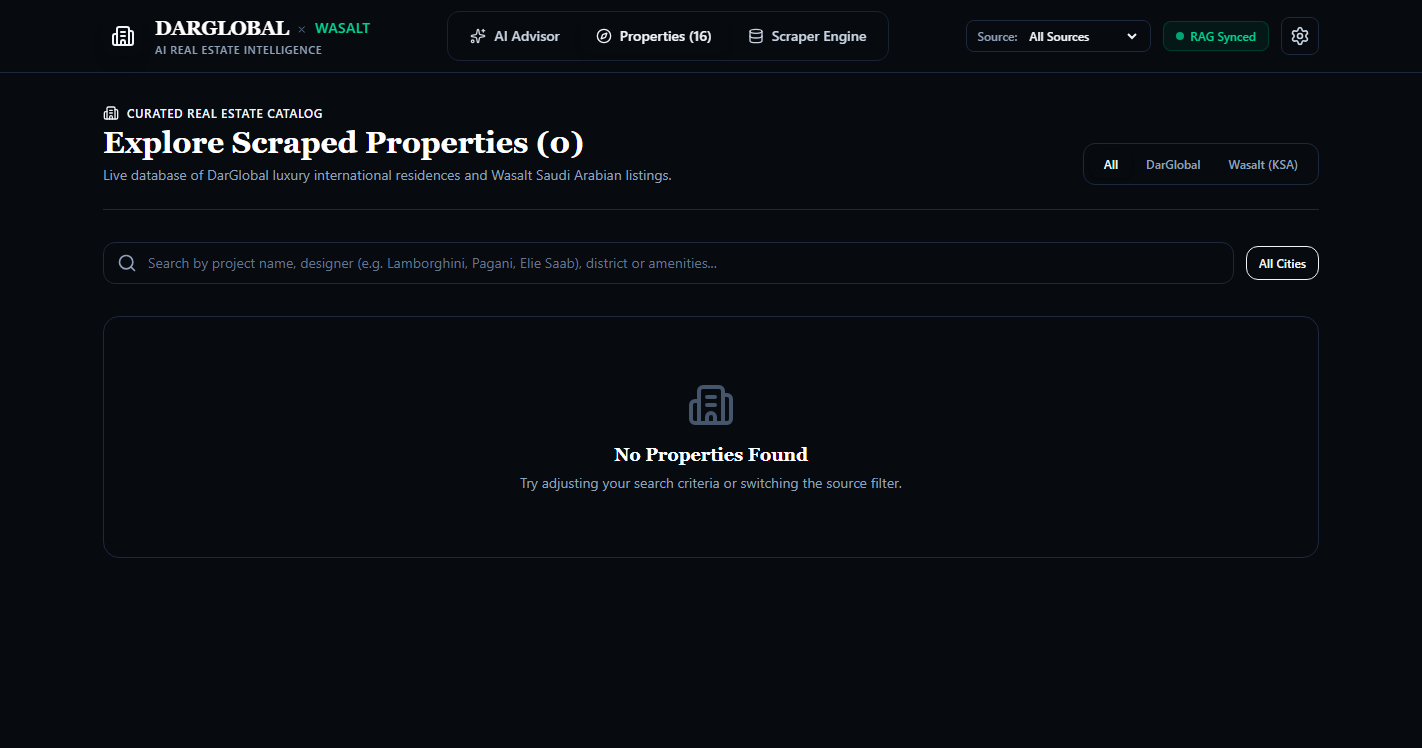 DARGLOBAL × WASALT
AI REAL ESTATE INTELLIGENCE
AI Advisor
Properties (16)
Scraper Engine
Source: All Sources
RAG Synced
CURATED REAL ESTATE CATALOG
Explore Scraped Properties (0)
Live database of DarGlobal luxury international residences and Wasalt Saudi Arabian listings.
All
DarGlobal
Wasalt (KSA)
Search by project name, designer (e.g. Lamborghini, Pagani, Elie Saab), district or amenities...
All Cities
No Properties Found
Try adjusting your search criteria or switching the source filter.